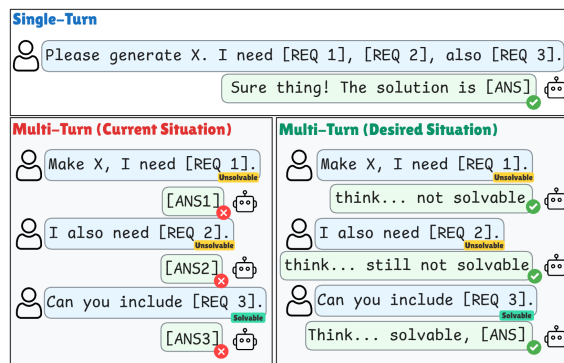 Single-Turn
Please generate X. I need [REQ 1], [REQ 2], also [REQ 3].
Sure thing! The solution is [ANS]
Multi-Turn (Current Situation)
Make X, I need [REQ 1].
Unsolvable
[ANS1]
I also need [REQ 2].
Unsolvable
[ANS2]
Can you include [REQ 3].
Solvable
[ANS3]
Multi-Turn (Desired Situation)
Make X, I need [REQ 1].
Unsolvable
think... not solvable
I also need [REQ 2].
Unsolvable
think... still not solvable
Can you include [REQ 3].
Solvable
Think... solvable, [ANS]